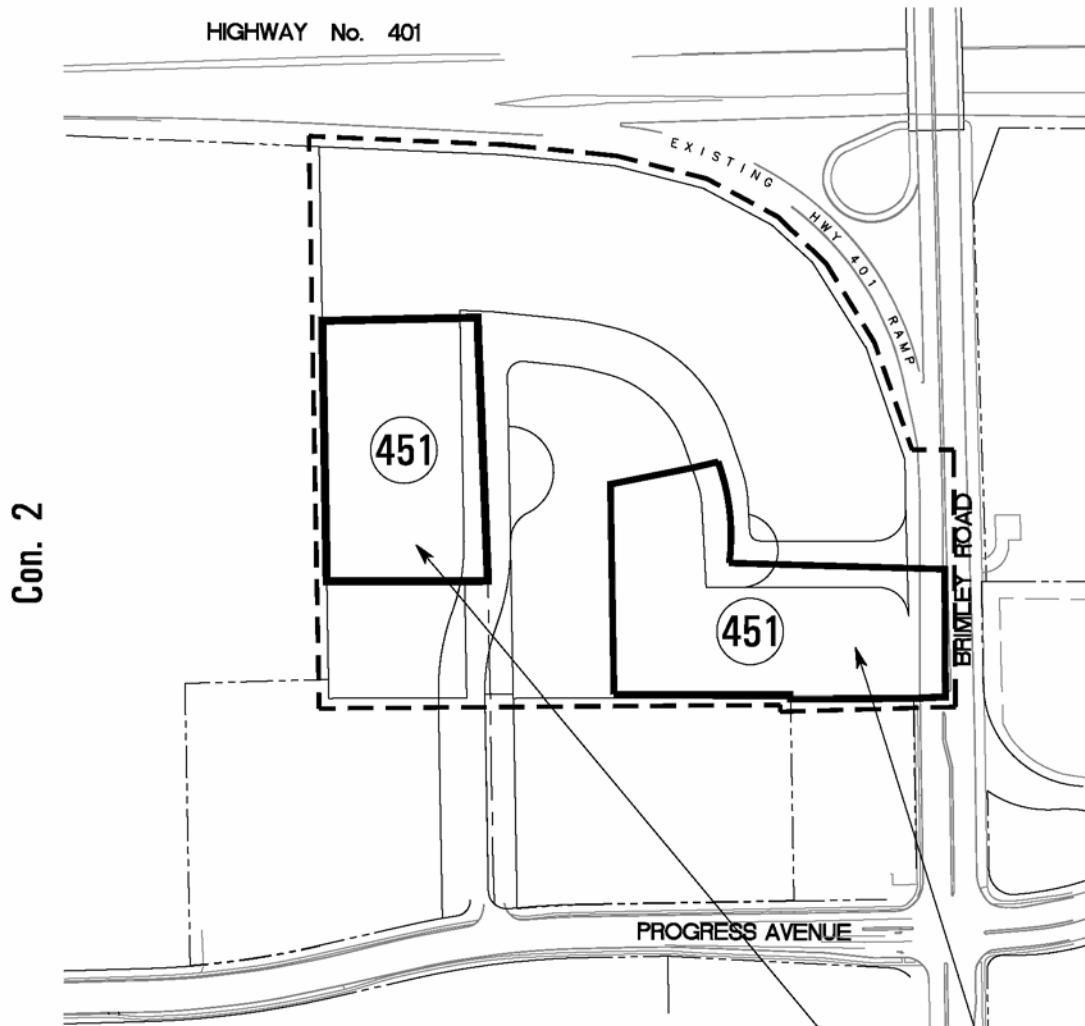 HIGHWAY No. 401
EXISTING
HWY 401
RAMP
451
451
Con. 2
BRIMLEY ROAD
PROGRESS AVENUE